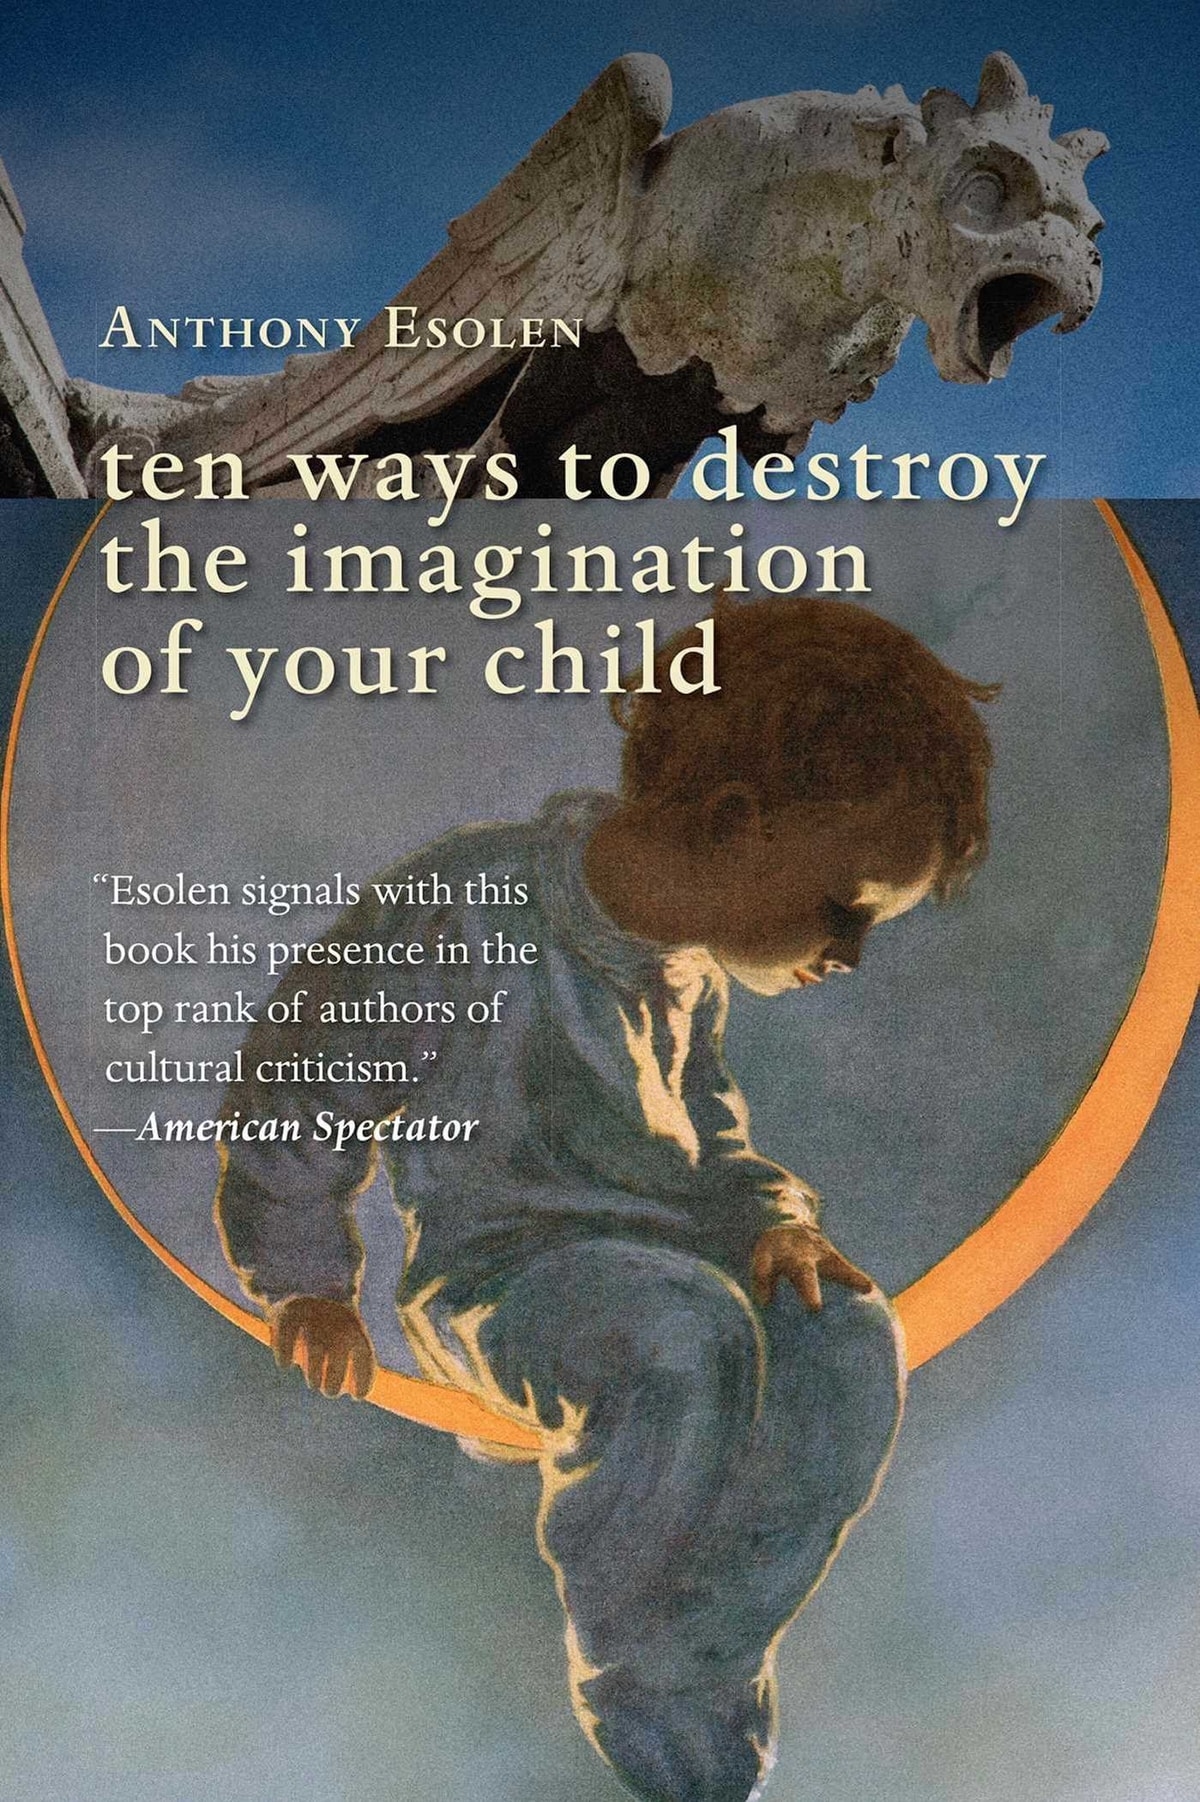 Anthony Esolen
ten ways to destroy
the imagination
of your child
“Esolen signals with this
book his presence in the
top rank of authors of
cultural criticism.”
—American Spectator